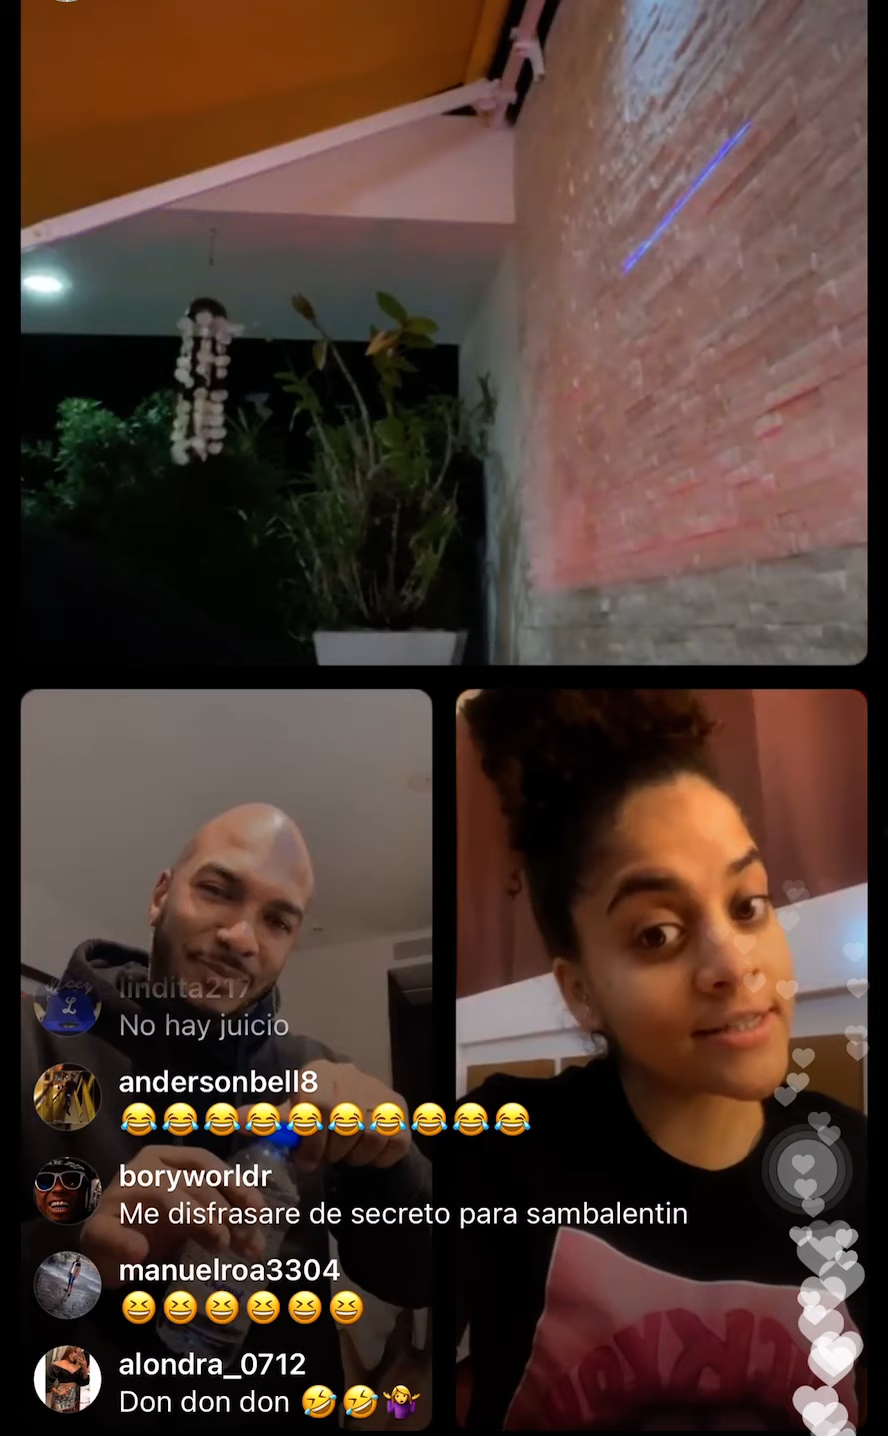 lindita217
No hay juicio
andersonbell8
😂😂😂😂😂😂😂😂😂😂
boryworldr
Me disfrasare de secreto para sambalentin
manuelroa3304
😆😆😆😆😆😆
alondra_0712
Don don don 🤣🤣🤷‍♀️